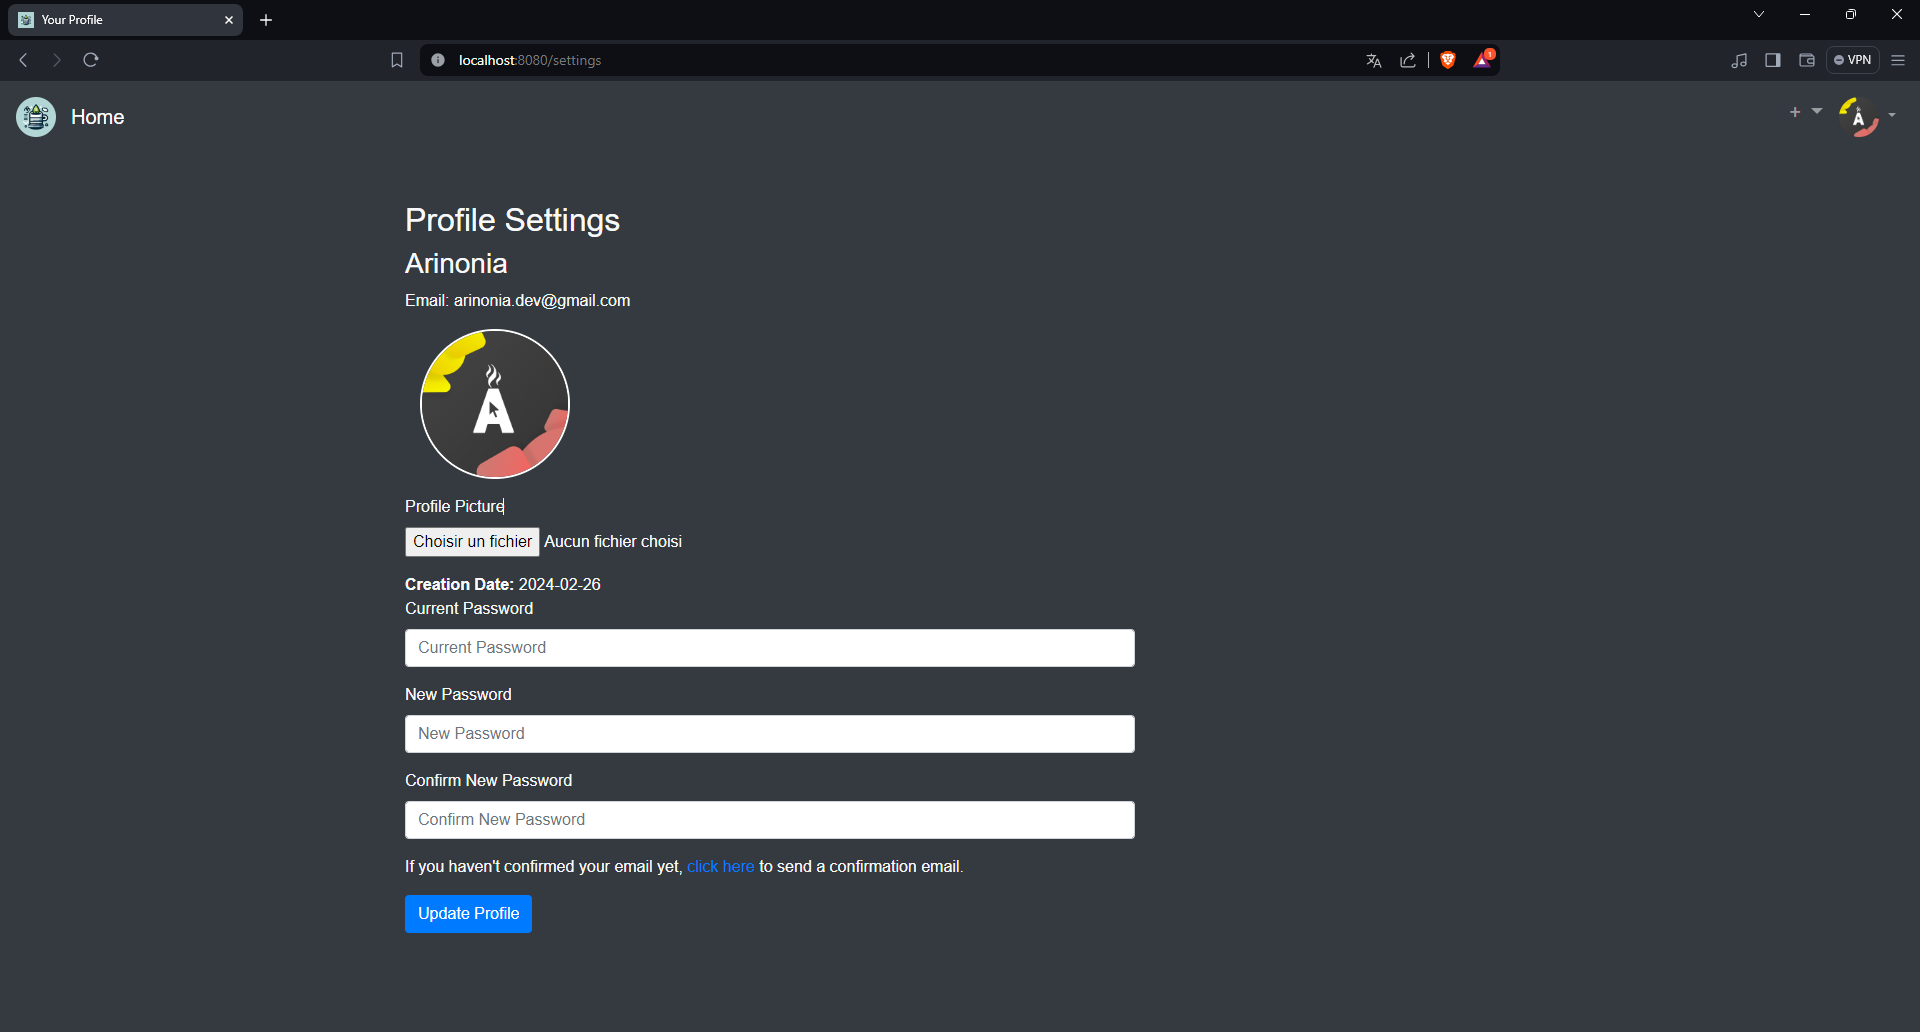 Your Profile
localhost:8080/settings
1
VPN
Home
A
Profile Settings
Arinonia
Email: arinonia.dev@gmail.com
A
Profile Picture
Choisir un fichier Aucun fichier choisi
Creation Date: 2024-02-26
Current Password
Current Password
New Password
New Password
Confirm New Password
Confirm New Password
If you haven't confirmed your email yet, click here to send a confirmation email.
Update Profile